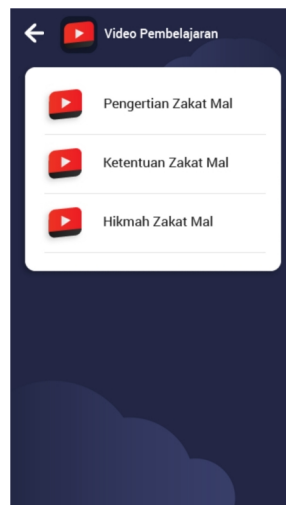 Video Pembelajaran
Pengertian Zakat Mal
Ketentuan Zakat Mal
Hikmah Zakat Mal